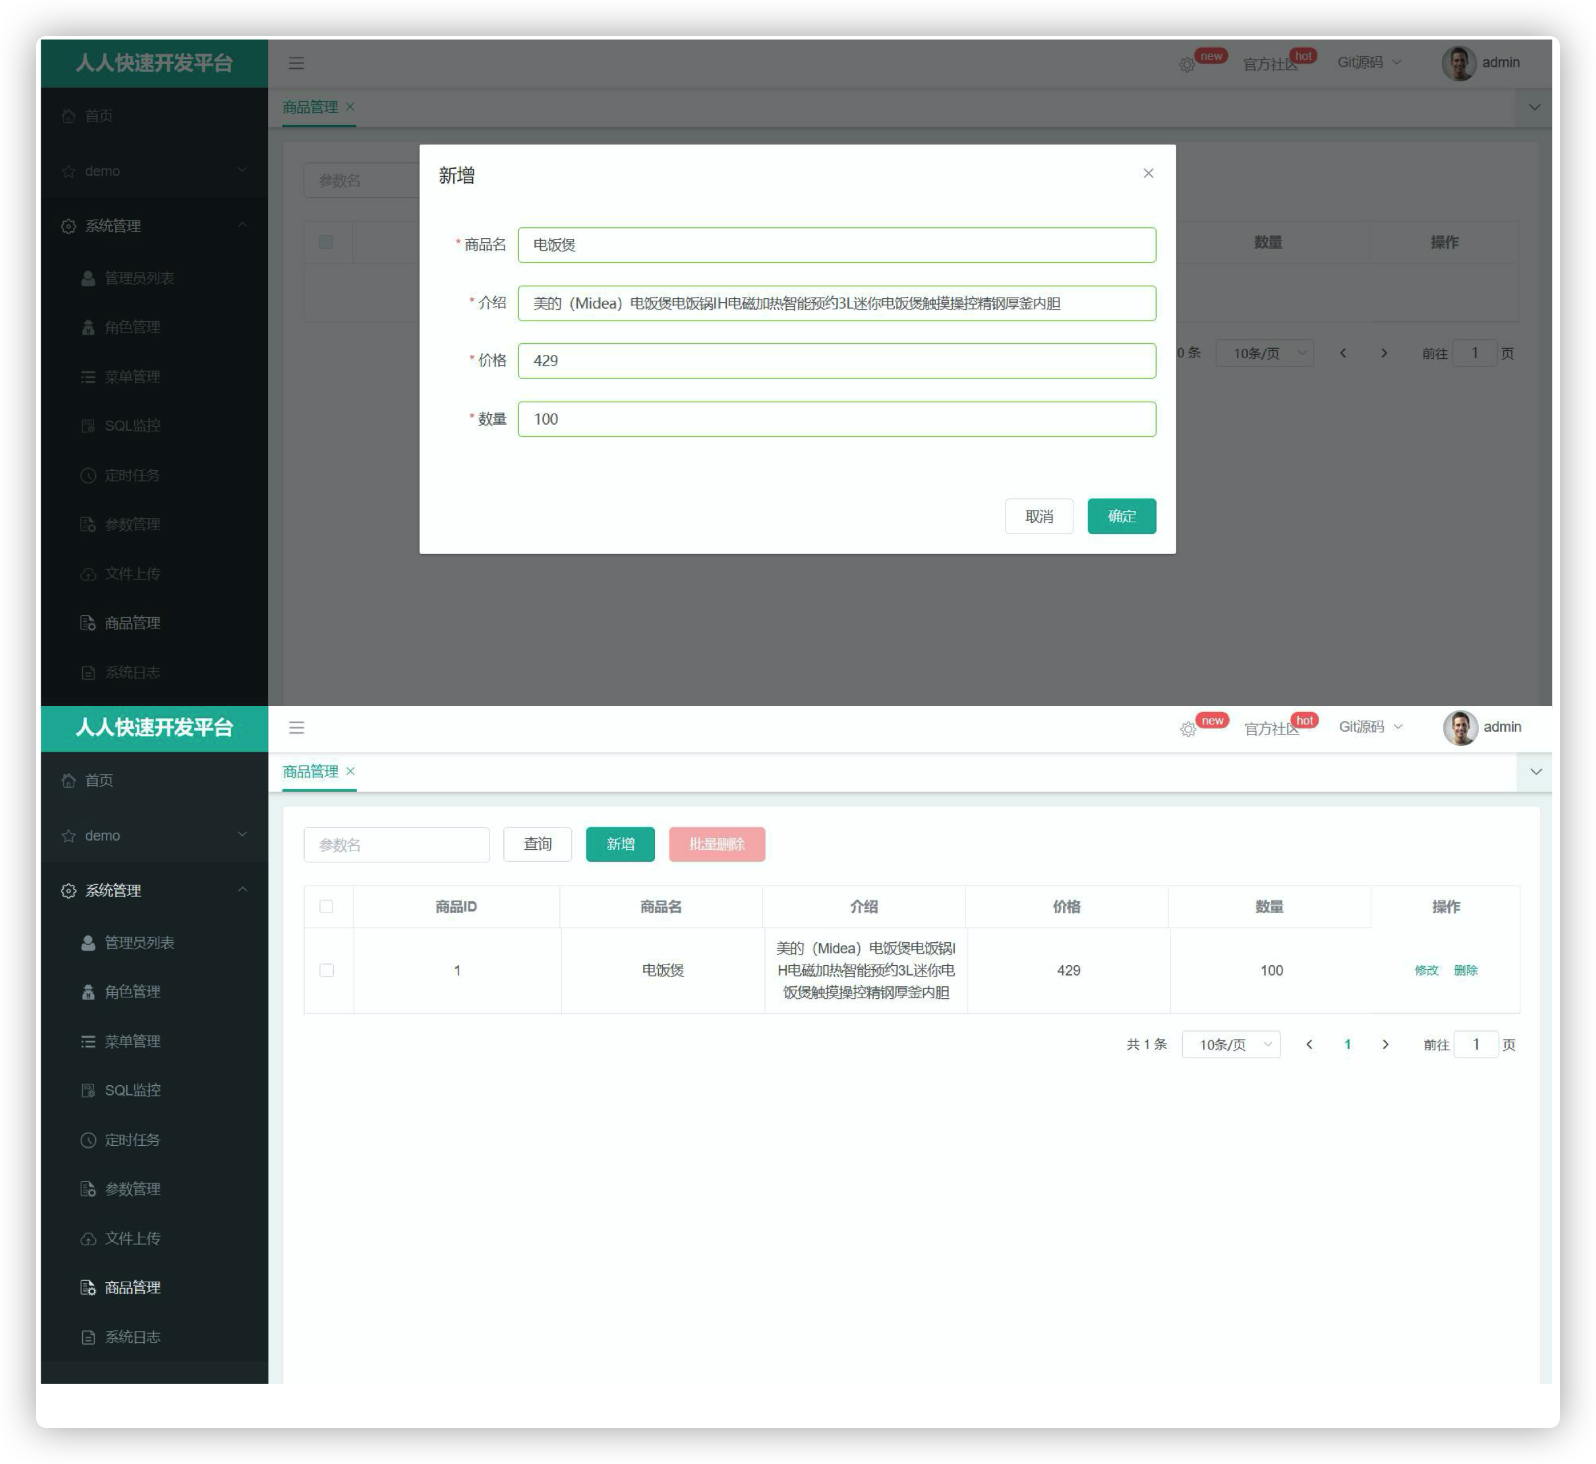 人人快速开发平台
new
官方社区
hot
Git源码
admin
首页
商品管理 ×
demo
参数名
系统管理
数量
操作
管理员列表
角色管理
菜单管理
SQL监控
定时任务
参数管理
文件上传
商品管理
系统日志
0 条
10条/页
前往 1 页
新增
* 商品名 电饭煲
* 介绍 美的（Midea）电饭煲电饭锅IH电磁加热智能预约3L迷你电饭煲触摸操控精钢厚釜内胆
* 价格 429
* 数量 100
取消 确定
人人快速开发平台
new
官方社区
hot
Git源码
admin
首页
商品管理 ×
demo
参数名 查询 新增 批量删除
系统管理
管理员列表
角色管理
菜单管理
SQL监控
定时任务
参数管理
文件上传
商品管理
系统日志
商品ID 商品名 介绍 价格 数量 操作
1 电饭煲
美的（Midea）电饭煲电饭锅I
H电磁加热智能预约3L迷你电
饭煲触摸操控精钢厚釜内胆
429 100 修改 删除
共 1 条 10条/页 1 前往 1 页